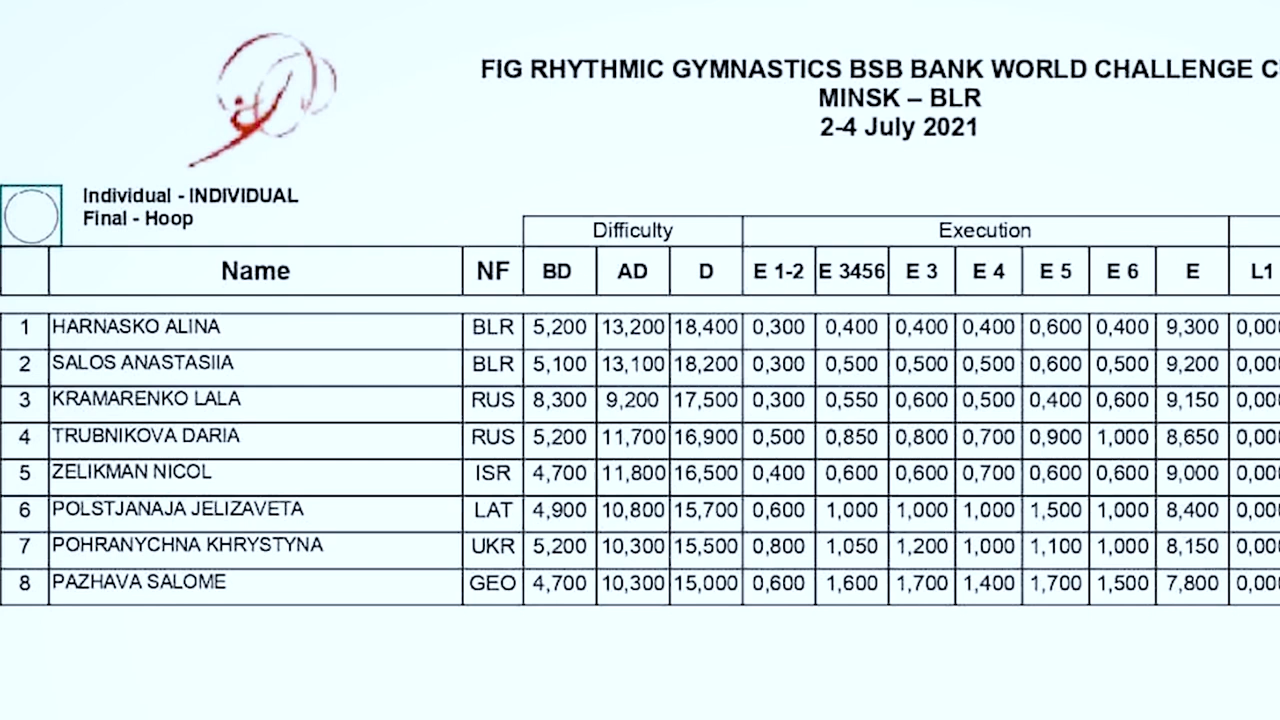 FIG RHYTHMIC GYMNASTICS BSB BANK WORLD CHALLENGE
MINSK – BLR
2-4 July 2021
Individual - INDIVIDUAL
Final - Hoop
Difficulty Execution
Name NF BD AD D E 1-2 E 3456 E 3 E 4 E 5 E 6 E L1
1 HARNASKO ALINA BLR 5,200 13,200 18,400 0,300 0,400 0,400 0,400 0,600 0,400 9,300 0,00
2 SALOS ANASTASIIA BLR 5,100 13,100 18,200 0,300 0,500 0,500 0,500 0,600 0,500 9,200 0,00
3 KRAMARENKO LALA RUS 8,300 9,200 17,500 0,300 0,550 0,600 0,500 0,400 0,600 9,150 0,00
4 TRUBNIKOVA DARIA RUS 5,200 11,700 16,900 0,500 0,850 0,800 0,700 0,900 1,000 8,650 0,00
5 ZELIKMAN NICOL ISR 4,700 11,800 16,500 0,400 0,600 0,600 0,700 0,600 0,600 9,000 0,00
6 POLSTJANAJA JELIZAVETA LAT 4,900 10,800 15,700 0,600 1,000 1,000 1,000 1,500 1,000 8,400 0,00
7 POHRANYCHNA KHRYSTYNA UKR 5,200 10,300 15,500 0,800 1,050 1,200 1,000 1,100 1,000 8,150 0,00
8 PAZHAVA SALOME GEO 4,700 10,300 15,000 0,600 1,600 1,700 1,400 1,700 1,500 7,800 0,00